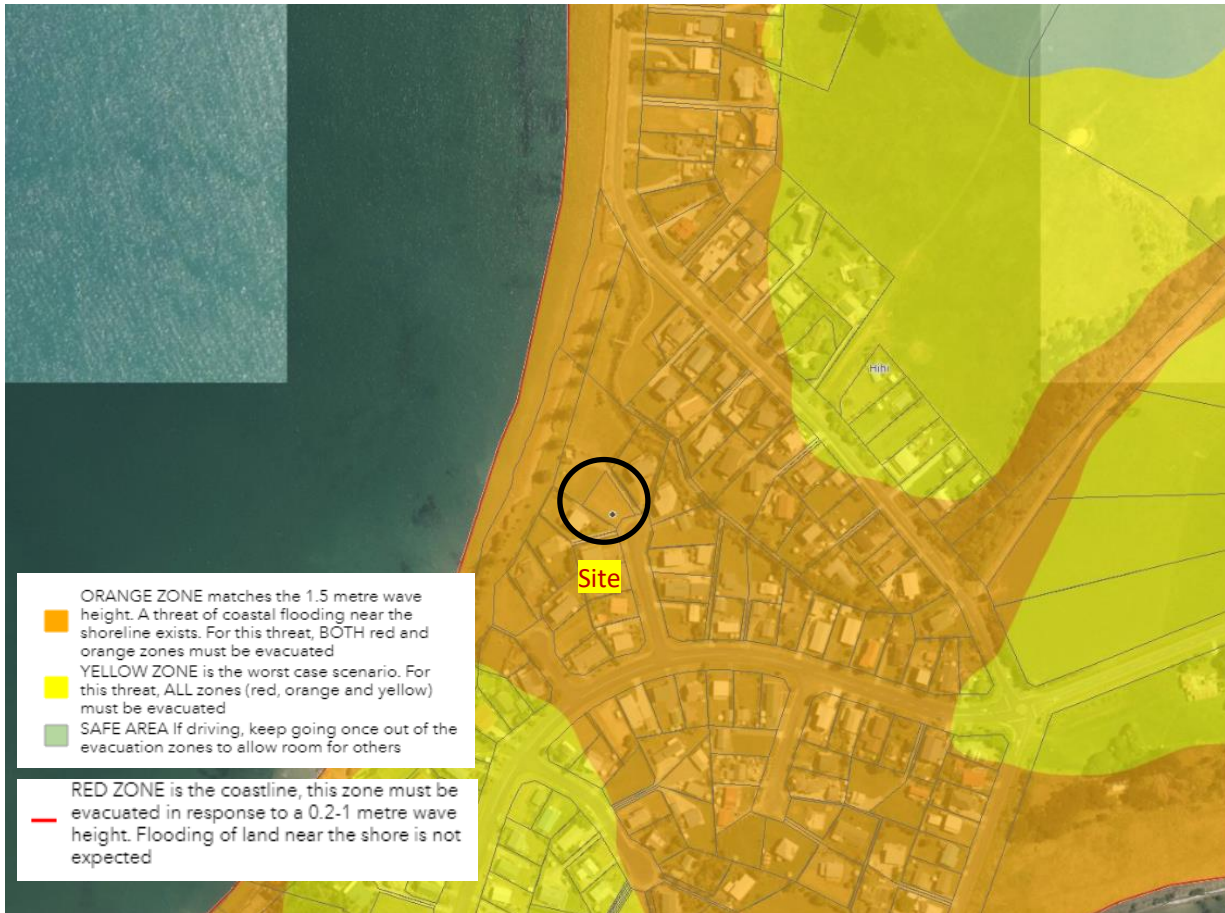 Hihi
Site
ORANGE ZONE matches the 1.5 metre wave
height. A threat of coastal flooding near the
shoreline exists. For this threat, BOTH red and
orange zones must be evacuated
YELLOW ZONE is the worst case scenario. For
this threat, ALL zones (red, orange and yellow)
must be evacuated
SAFE AREA If driving, keep going once out of the
evacuation zones to allow room for others
RED ZONE is the coastline, this zone must be
evacuated in response to a 0.2-1 metre wave
height. Flooding of land near the shore is not
expected